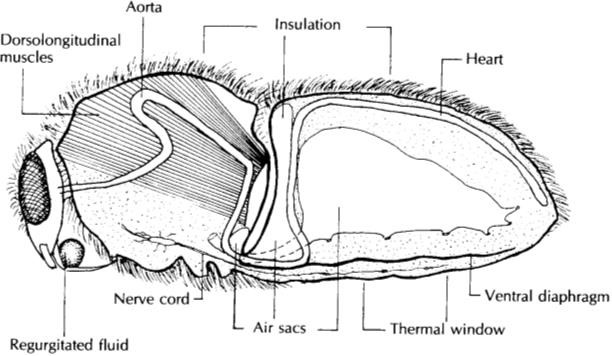 Aorta
Insulation
Dorsolongitudinal
muscles
Heart
Nerve cord
Air sacs
Thermal window
Ventral diaphragm
Regurgitated fluid